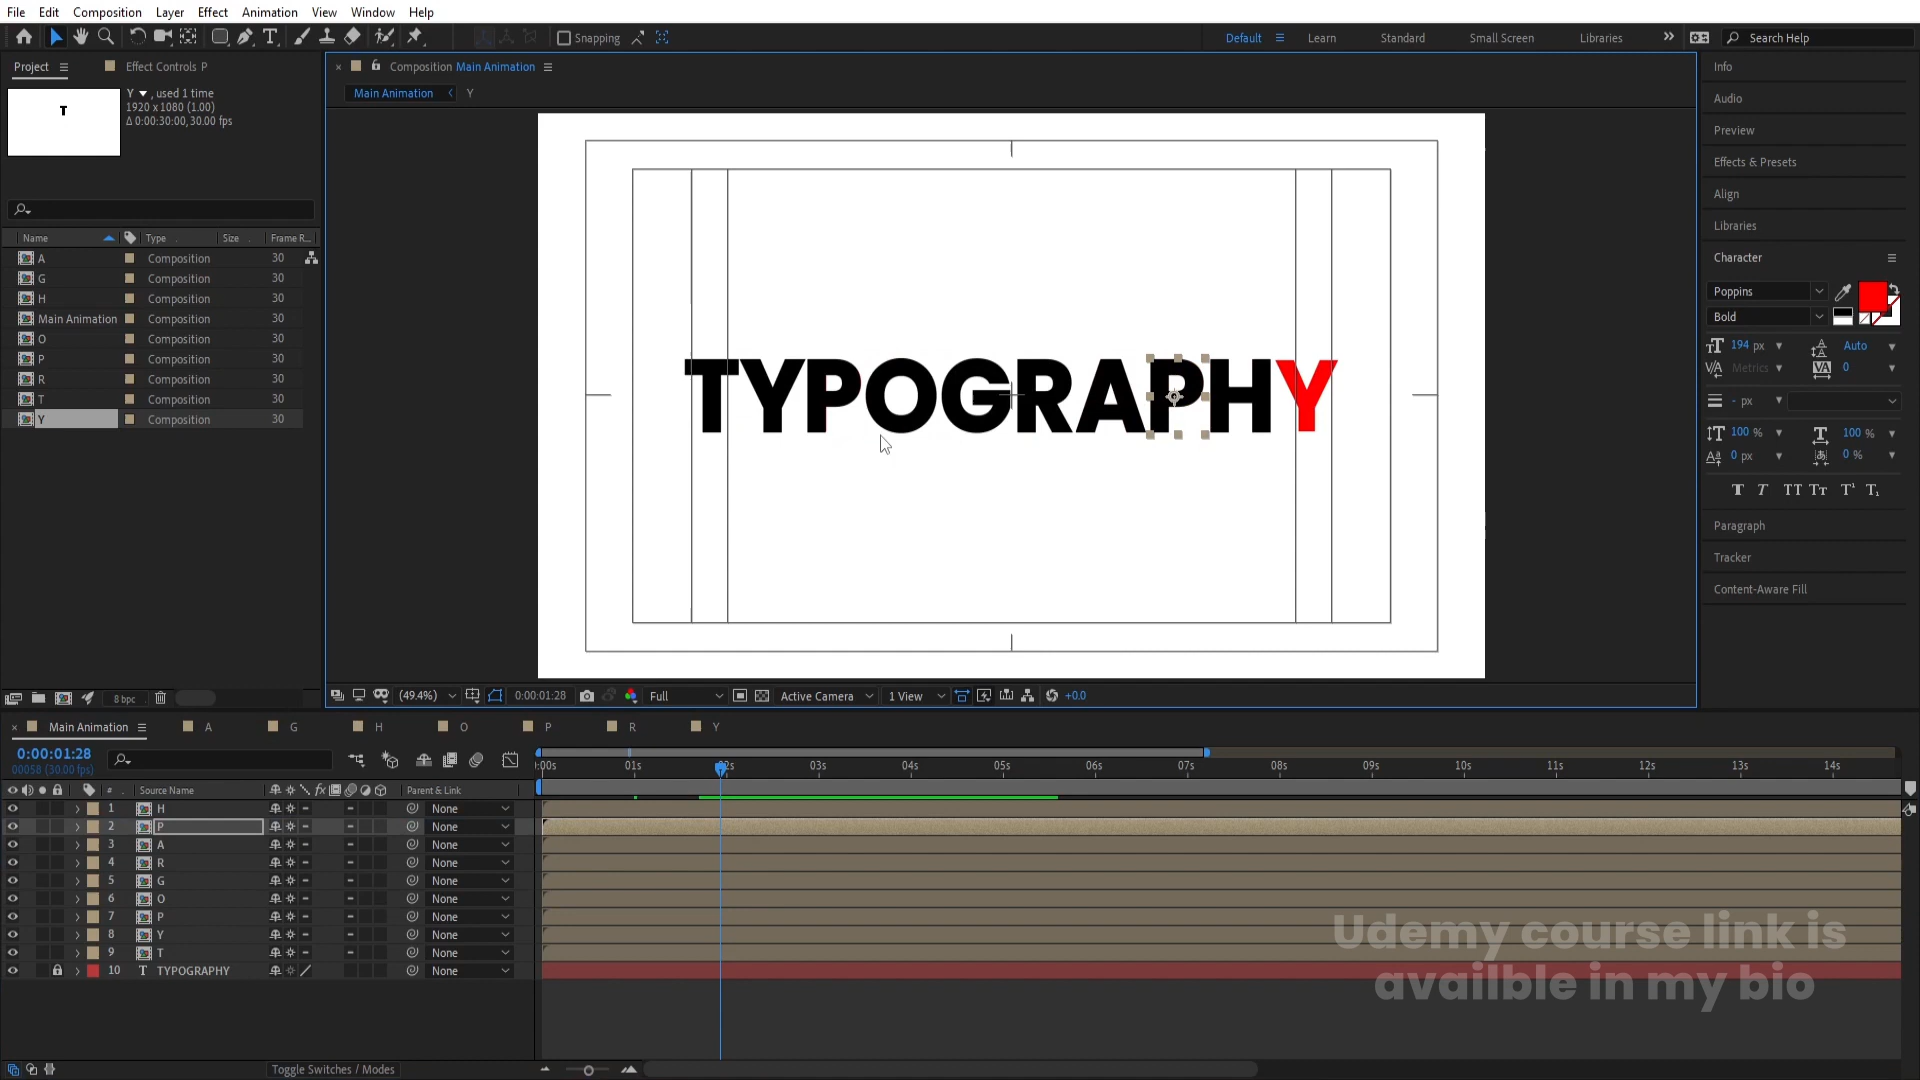 File Edit Composition Layer Effect Animation View Window Help
Snapping
Default Learn Standard Small Screen Libraries Search Help
Project Effect Controls P
Composition Main Animation
Main Animation Y
T
Y , used 1 time
1920 x 1080 (1.00)
Δ 0:00:30:00, 30.00 fps
Name Type Size Frame R...
A Composition 30
G Composition 30
H Composition 30
Main Animation Composition 30
O Composition 30
P Composition 30
R Composition 30
T Composition 30
Y Composition 30
8 bpc
TYPOGRAPHY
(49.4%) 0:00:01:28 Full Active Camera 1 View +0.0
Info
Audio
Preview
Effects & Presets
Align
Libraries
Character
Poppins
Bold
194 px Auto
Metrics 0
- px
100 % 100 %
0 px 0 %
T T TT Tт T¹ T₁
Paragraph
Tracker
Content-Aware Fill
Main Animation A G H O P R Y
0:00:01:28
00058 (30.00 fps)
:00s 01s 02s 03s 04s 05s 06s 07s 08s 09s 10s 11s 12s 13s 14s
# Source Name fx Parent & Link
1 H None
2 P None
3 A None
4 R None
5 G None
6 O None
7 P None
8 Y None
9 T None
10 T TYPOGRAPHY None
Udemy course link is
availble in my bio
Toggle Switches / Modes